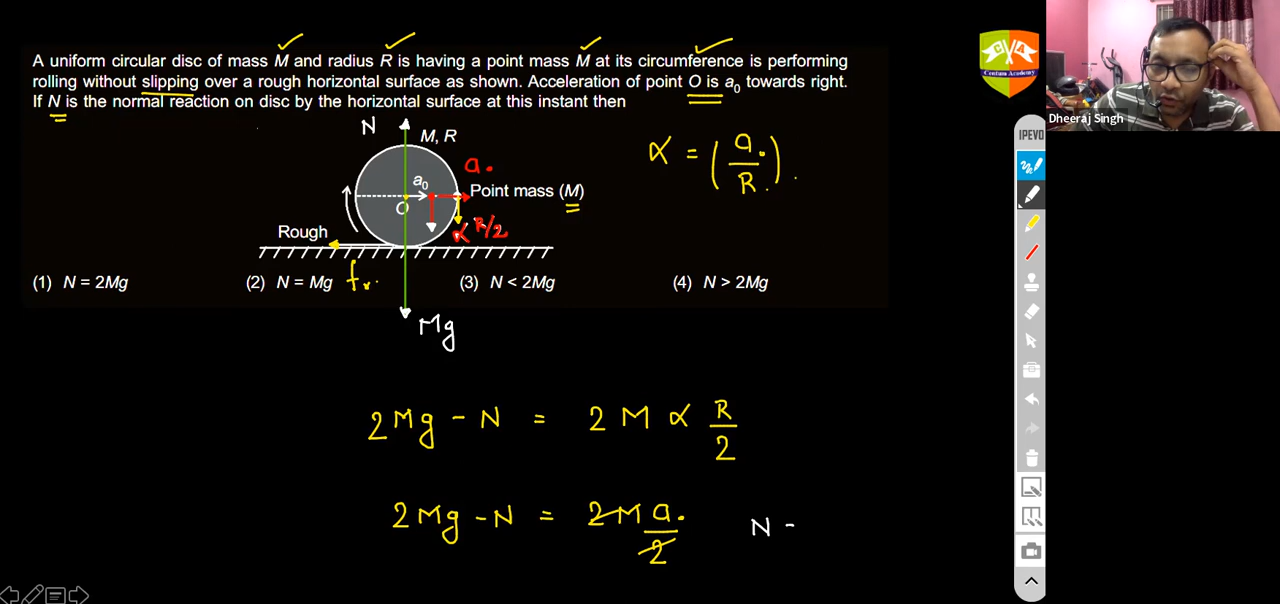 A uniform circular disc of mass M and radius R is having a point mass M at its circumference is performing
rolling without slipping over a rough horizontal surface as shown. Acceleration of point O is a₀ towards right.
If N is the normal reaction on disc by the horizontal surface at this instant then
Centum Academy
Dheeraj Singh
IPEVO
N
M, R
a₀
a₀
Point mass (M)
O
α R/2
Rough
fᵣ
α = (a₀/R)
(1) N = 2Mg
(2) N = Mg
(3) N < 2Mg
(4) N > 2Mg
Mg
2Mg - N = 2M α R/2
2Mg - N = 2M a₀/2
N -